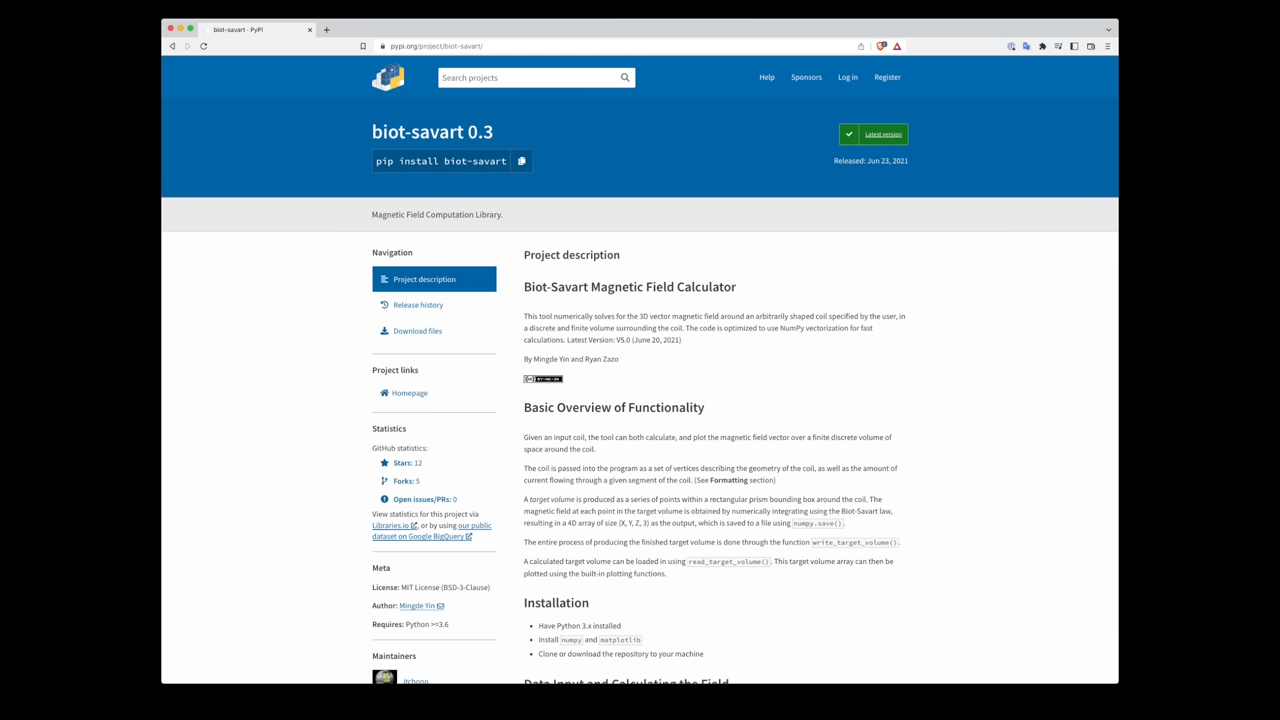 biot-savart · PyPI
pypi.org/project/biot-savart/
Search projects
Help
Sponsors
Log in
Register
biot-savart 0.3
pip install biot-savart
Latest version
Released: Jun 23, 2021
Magnetic Field Computation Library.
Navigation
Project description
Release history
Download files
Project links
Homepage
Statistics
GitHub statistics:
Stars: 12
Forks: 5
Open issues/PRs: 0
View statistics for this project via
Libraries.io, or by using our public
dataset on Google BigQuery
Meta
License: MIT License (BSD-3-Clause)
Author: Mingde Yin
Requires: Python >=3.6
Maintainers
itchono
Project description
Biot-Savart Magnetic Field Calculator
This tool numerically solves for the 3D vector magnetic field around an arbitrarily shaped coil specified by the user, in
a discrete and finite volume surrounding the coil. The code is optimized to use NumPy vectorization for fast
calculations. Latest Version: V5.0 (June 20, 2021)
By Mingde Yin and Ryan Zazo
Basic Overview of Functionality
Given an input coil, the tool can both calculate, and plot the magnetic field vector over a finite discrete volume of
space around the coil.
The coil is passed into the program as a set of vertices describing the geometry of the coil, as well as the amount of
current flowing through a given segment of the coil. (See Formatting section)
A target volume is produced as a series of points within a rectangular prism bounding box around the coil. The
magnetic field at each point in the target volume is obtained by numerically integrating using the Biot-Savart law,
resulting in a 4D array of size (X, Y, Z, 3) as the output, which is saved to a file using numpy.save().
The entire process of producing the finished target volume is done through the function write_target_volume().
A calculated target volume can be loaded in using read_target_volume(). This target volume array can then be
plotted using the built-in plotting functions.
Installation
Have Python 3.x installed
Install numpy and matplotlib
Clone or download the repository to your machine
Data Input and Calculating the Field